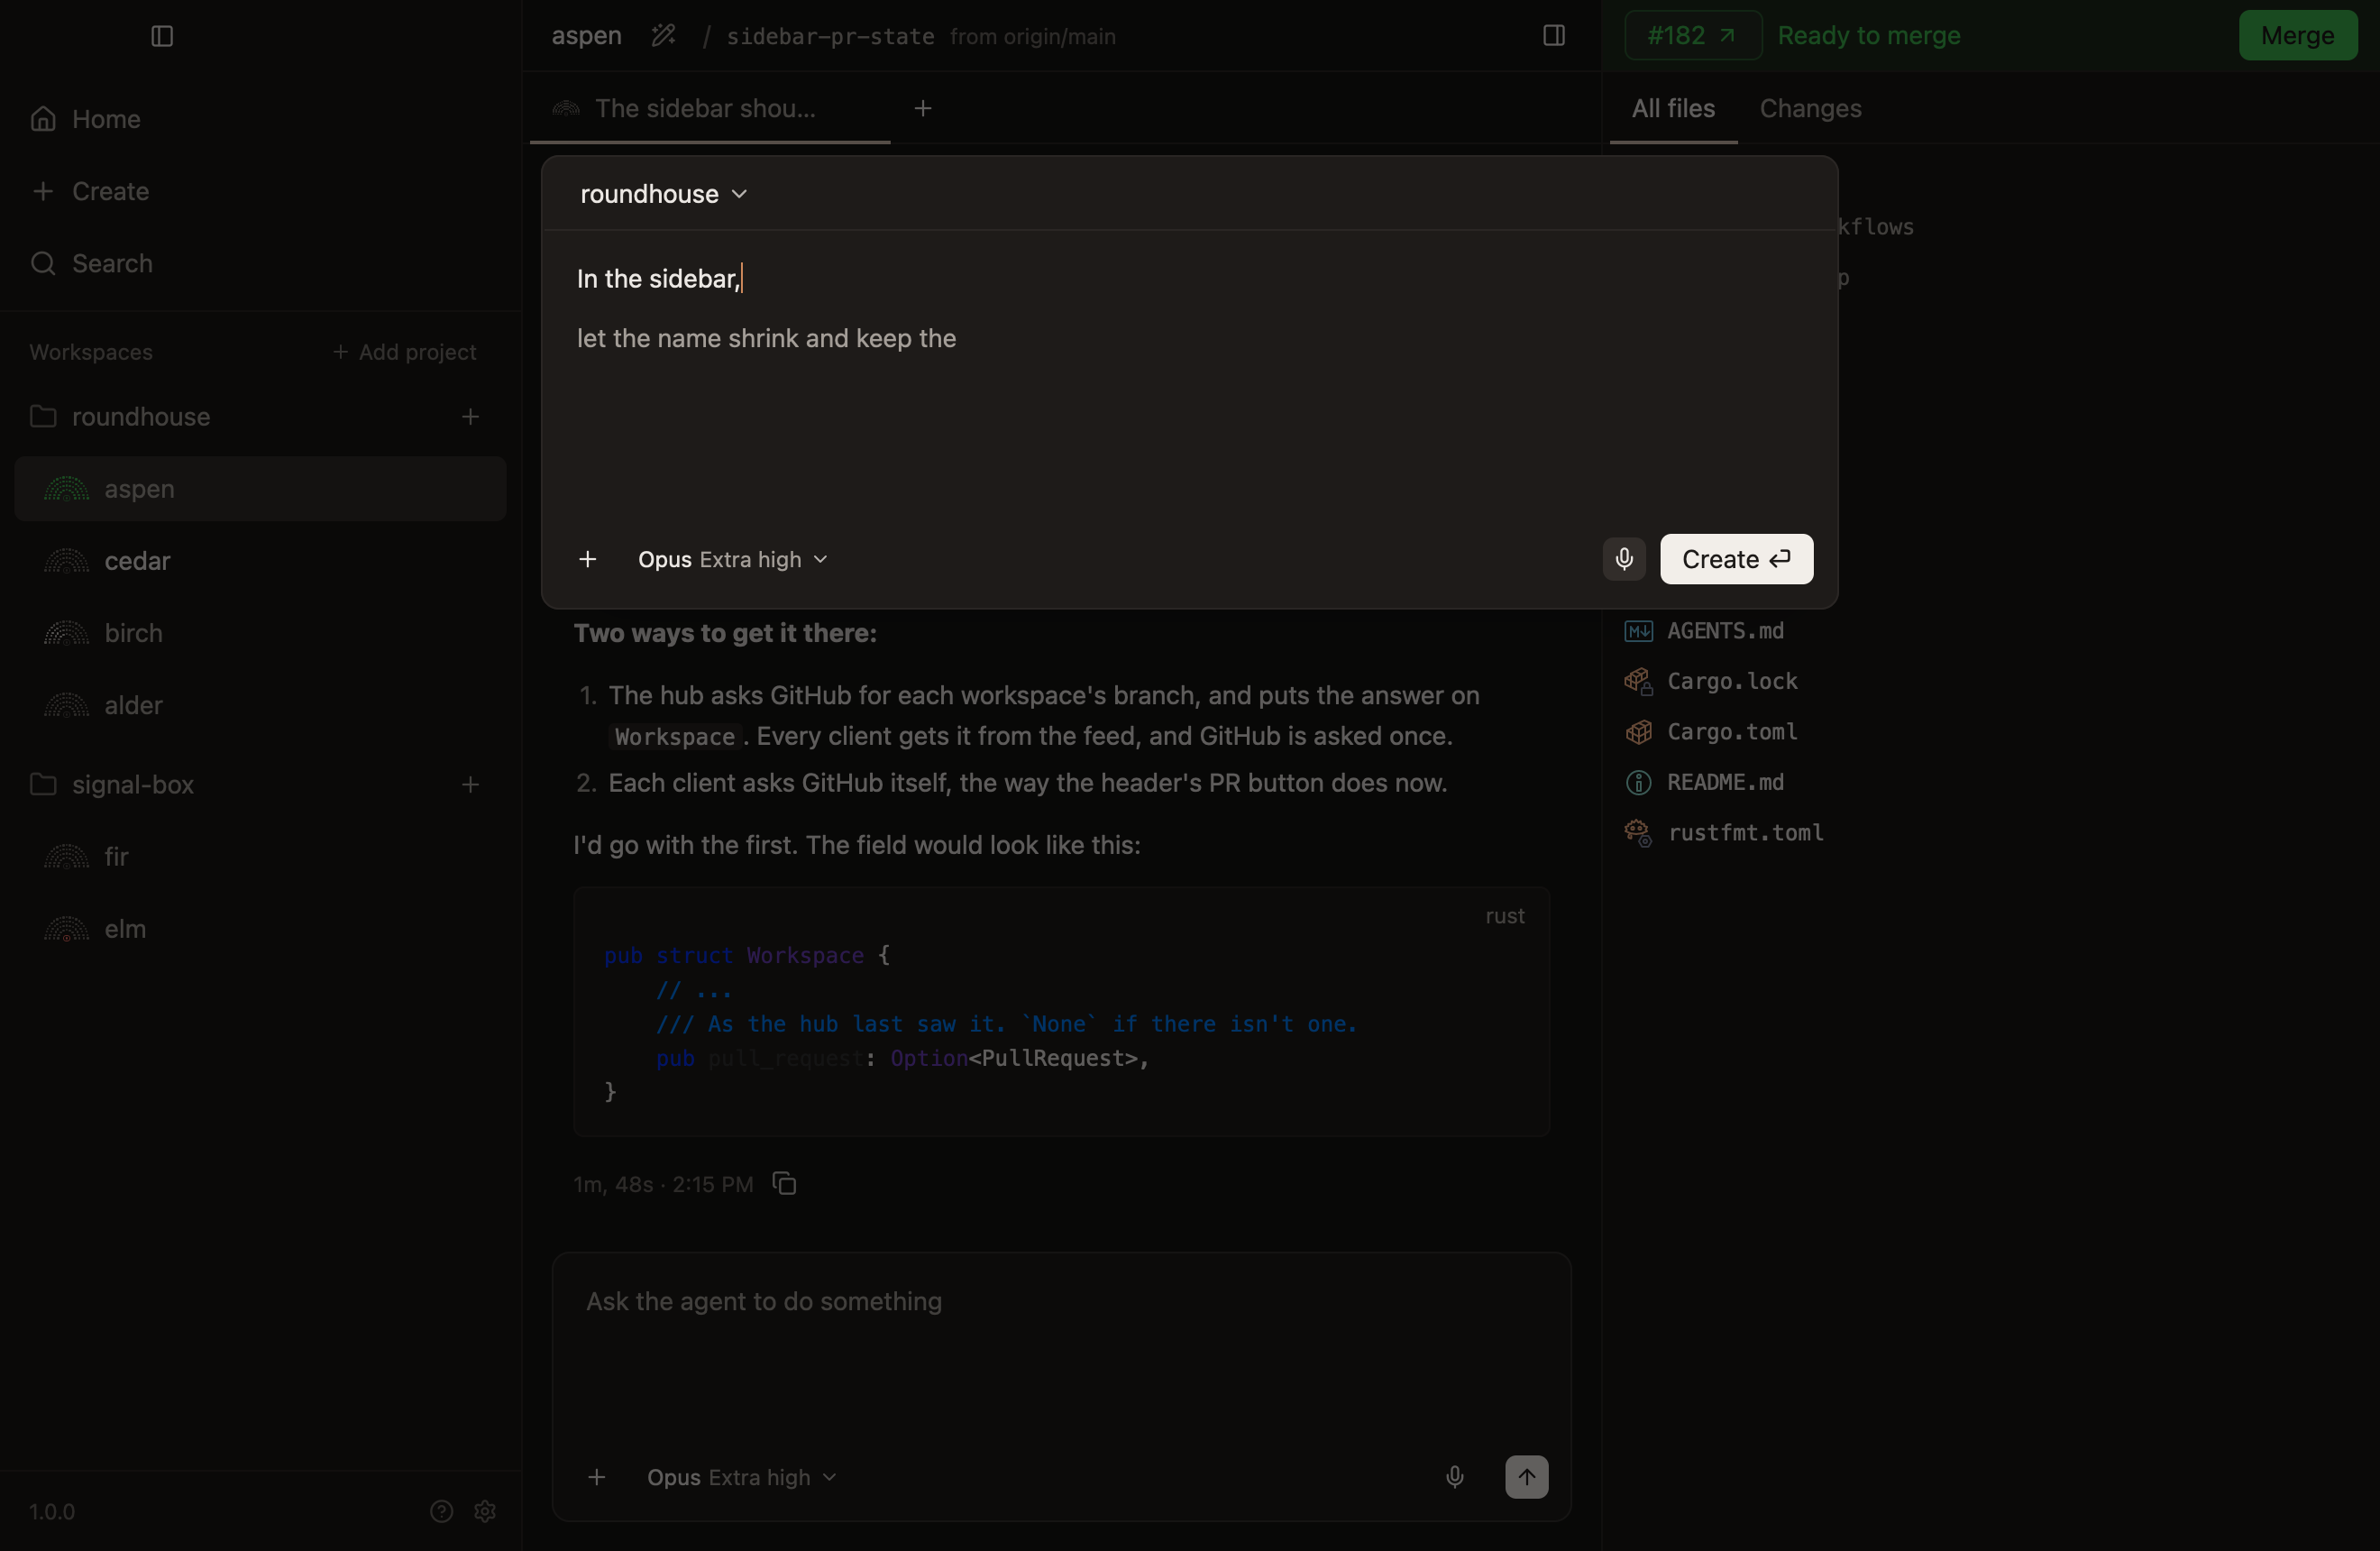 aspen / sidebar-pr-state from origin/main
#182 Ready to merge
Merge
Home
Create
Search
Workspaces
Add project
roundhouse
aspen
cedar
birch
alder
signal-box
fir
elm
1.0.0
The sidebar shou...
roundhouse
In the sidebar,
let the name shrink and keep the
Opus Extra high
Create
Two ways to get it there:
1. The hub asks GitHub for each workspace's branch, and puts the answer on
Workspace. Every client gets it from the feed, and GitHub is asked once.
2. Each client asks GitHub itself, the way the header's PR button does now.
I'd go with the first. The field would look like this:
rust
pub struct Workspace {
// ...
/// As the hub last saw it. `None` if there isn't one.
pub pull_request: Option<PullRequest>,
}
1m, 48s · 2:15 PM
Ask the agent to do something
Opus Extra high
All files
Changes
kflows
p
AGENTS.md
Cargo.lock
Cargo.toml
README.md
rustfmt.toml